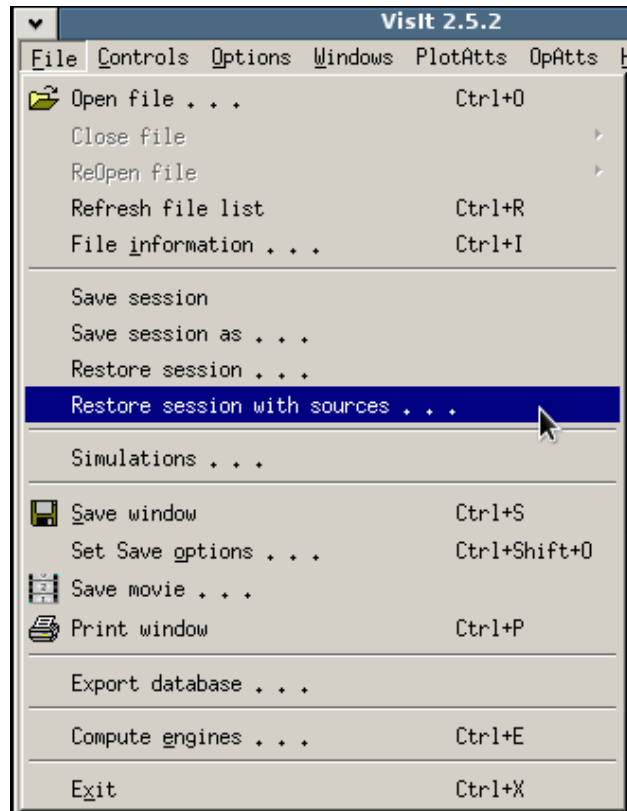 VisIt 2.5.2
File Controls Options Windows PlotAtts OpAtts
Open file . . . Ctrl+O
Close file
ReOpen file
Refresh file list Ctrl+R
File information . . . Ctrl+I
Save session
Save session as . . .
Restore session . . .
Restore session with sources . . .
Simulations . . .
Save window Ctrl+S
Set Save options . . . Ctrl+Shift+O
Save movie . . .
Print window Ctrl+P
Export database . . .
Compute engines . . . Ctrl+E
Exit Ctrl+X